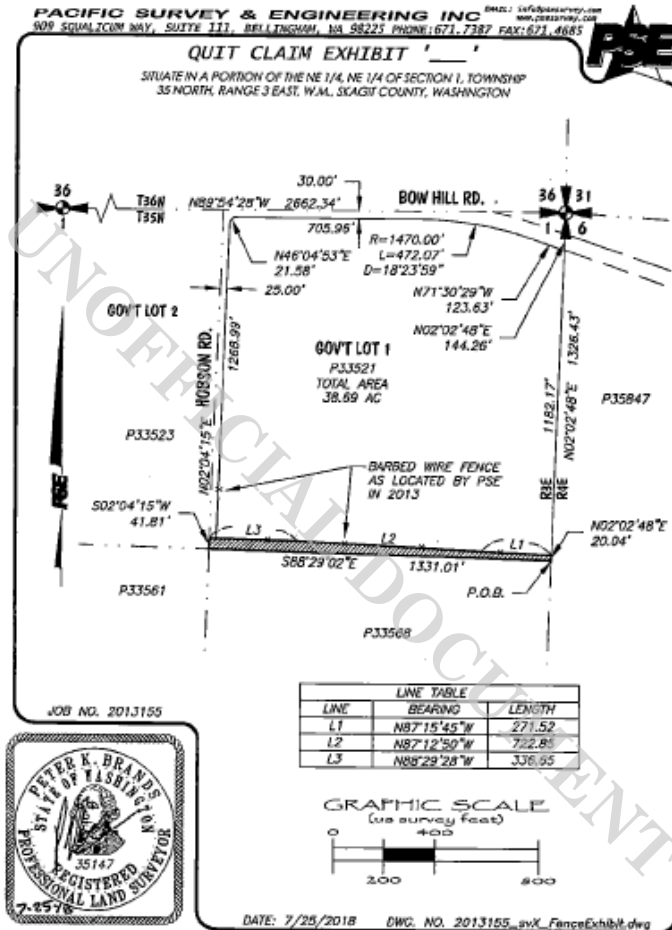 PACIFIC SURVEY & ENGINEERING INC
EMAIL: info@psesurvey.com
www.psesurvey.com
909 SQUALICUM WAY, SUITE 111, BELLINGHAM, WA 98225 PHONE:671.7387 FAX:671.4685
PSE
QUIT CLAIM EXHIBIT '___'
SITUATE IN A PORTION OF THE NE 1/4, NE 1/4 OF SECTION 1, TOWNSHIP
35 NORTH, RANGE 3 EAST, W.M., SKAGIT COUNTY, WASHINGTON
36
1
T36N
T35N
N89°54'28"W 2662.34'
30.00'
BOW HILL RD.
36 31
1 6
705.96'
R=1470.00'
L=472.07'
D=18°23'59"
N46°04'53"E
21.58'
25.00'
N71°30'29"W
123.63'
N02°02'48"E
144.26'
GOV'T LOT 2
GOV'T LOT 1
P33521
TOTAL AREA
38.69 AC
HOBSON RD.
1268.99'
N02°04'15"E
1182.17'
N02°02'48"E 1326.43'
P35847
P33523
BARBED WIRE FENCE
AS LOCATED BY PSE
IN 2013
R3E
R4E
PSE
S02°04'15"W
41.81'
L3
L2
L1
N02°02'48"E
20.04'
S88°29'02"E 1331.01'
P.O.B.
P33561
P33568
LINE TABLE
LINE BEARING LENGTH
L1 N87°15'45"W 271.52
L2 N87°12'50"W 722.85
L3 N88°29'28"W 336.65
JOB NO. 2013155
PETER K. BRANDS
STATE OF WASHINGTON
35147
REGISTERED
PROFESSIONAL LAND SURVEYOR
GRAPHIC SCALE
(us survey feet)
0 400
200 800
DATE: 7/25/2018 DWG. NO. 2013155_svX_FenceExhibit.dwg
UNOFFICIAL DOCUMENT